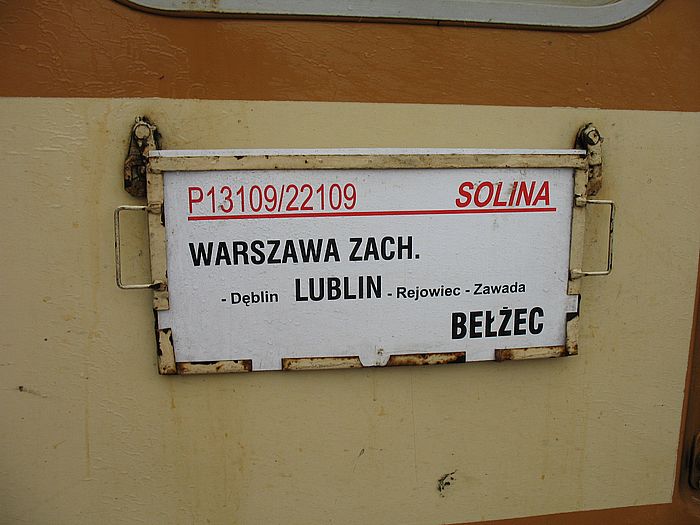 P13109/22109 SOLINA
WARSZAWA ZACH.
- Dęblin LUBLIN - Rejowiec - Zawada
BEŁŻEC